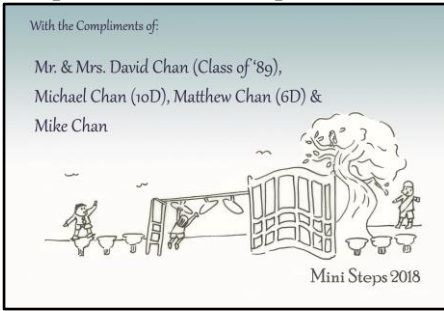 With the Compliments of:
Mr. & Mrs. David Chan (Class of ‘89),
Michael Chan (10D), Matthew Chan (6D) &
Mike Chan
Mini Steps 2018